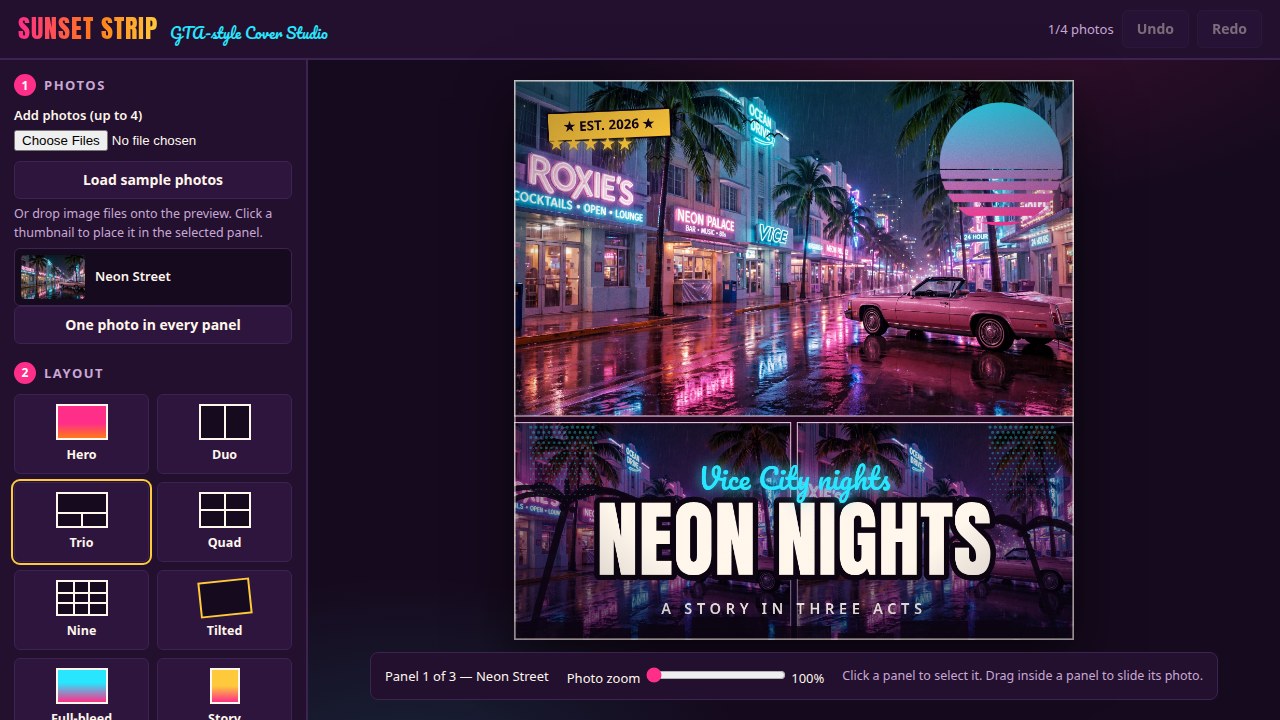 SUNSET STRIP GTA-style Cover Studio
1/4 photos Undo Redo
1 PHOTOS
Add photos (up to 4)
Choose Files No file chosen
Load sample photos
Or drop image files onto the preview. Click a
thumbnail to place it in the selected panel.
Neon Street
One photo in every panel
2 LAYOUT
Hero Duo
Trio Quad
Nine Tilted
Full-bleed Story
★ EST. 2026 ★
★★★★★
OCEAN
DRIVE
ROXIE'S
COCKTAILS • OPEN • LOUNGE
NEON PALACE
BAR • MUSIC • 80s
VICE
24 HOUR
Vice City nights
NEON NIGHTS
A STORY IN THREE ACTS
Panel 1 of 3 — Neon Street Photo zoom 100% Click a panel to select it. Drag inside a panel to slide its photo.